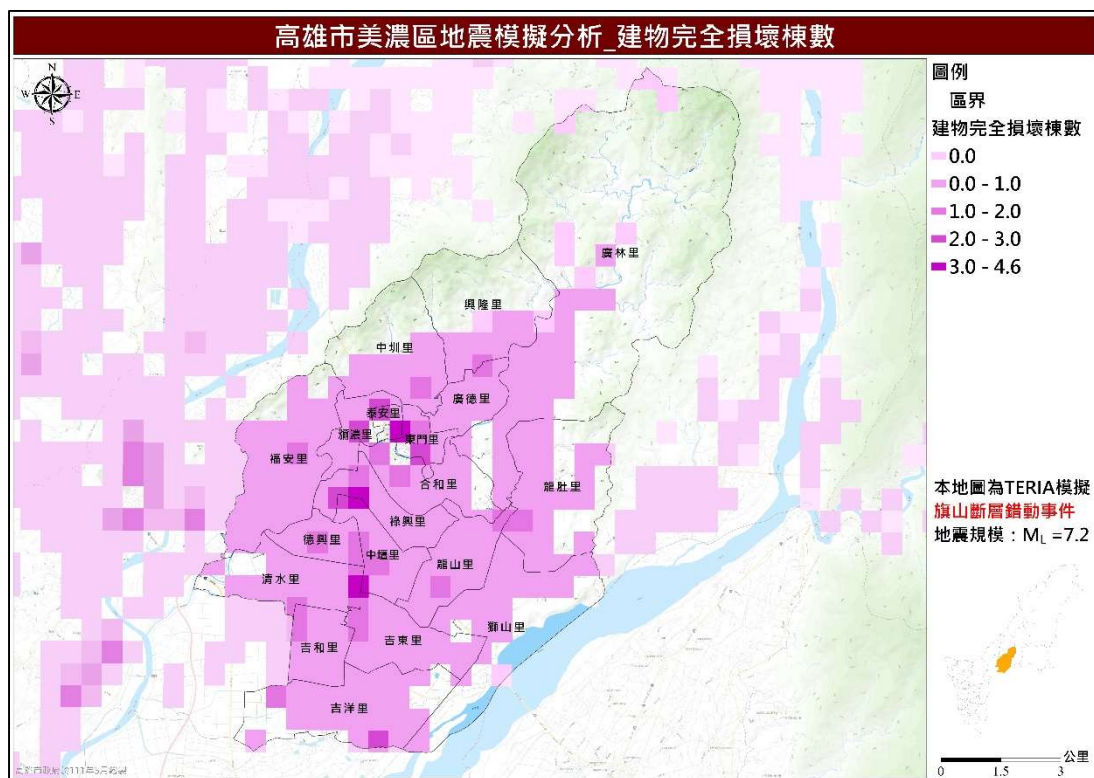 高雄市美濃區地震模擬分析_建物完全損壞棟數
N
W
E
S
圖例
區界
建物完全損壞棟數
0.0
0.0 - 1.0
1.0 - 2.0
2.0 - 3.0
3.0 - 4.6
廣林里
興隆里
中圳里
廣德里
泰安里
瀰濃里
東門里
福安里
合和里
龍肚里
祿興里
德興里
中壇里
龍山里
清水里
獅山里
吉和里
吉東里
吉洋里
本地圖為TERIA模擬
旗山斷層錯動事件
地震規模：ML =7.2
公里
0 1.5 3